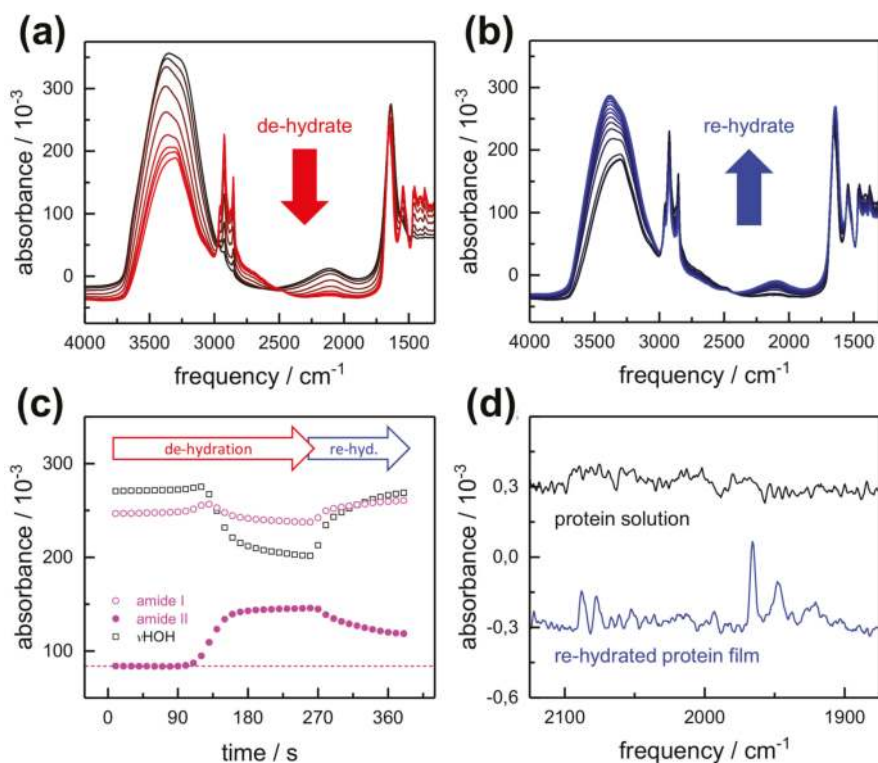 (a)
(b)
absorbance / 10⁻³
300
200
100
0
de-hydrate
4000 3500 3000 2500 2000 1500
frequency / cm⁻¹
absorbance / 10⁻³
300
200
100
0
re-hydrate
4000 3500 3000 2500 2000 1500
frequency / cm⁻¹
(c)
(d)
absorbance / 10⁻³
300
200
100
de-hydration
re-hyd.
amide I
amide II
νHOH
0 90 180 270 360
time / s
absorbance / 10⁻³
0,3
0,0
-0,3
-0,6
protein solution
re-hydrated protein film
2100 2000 1900
frequency / cm⁻¹